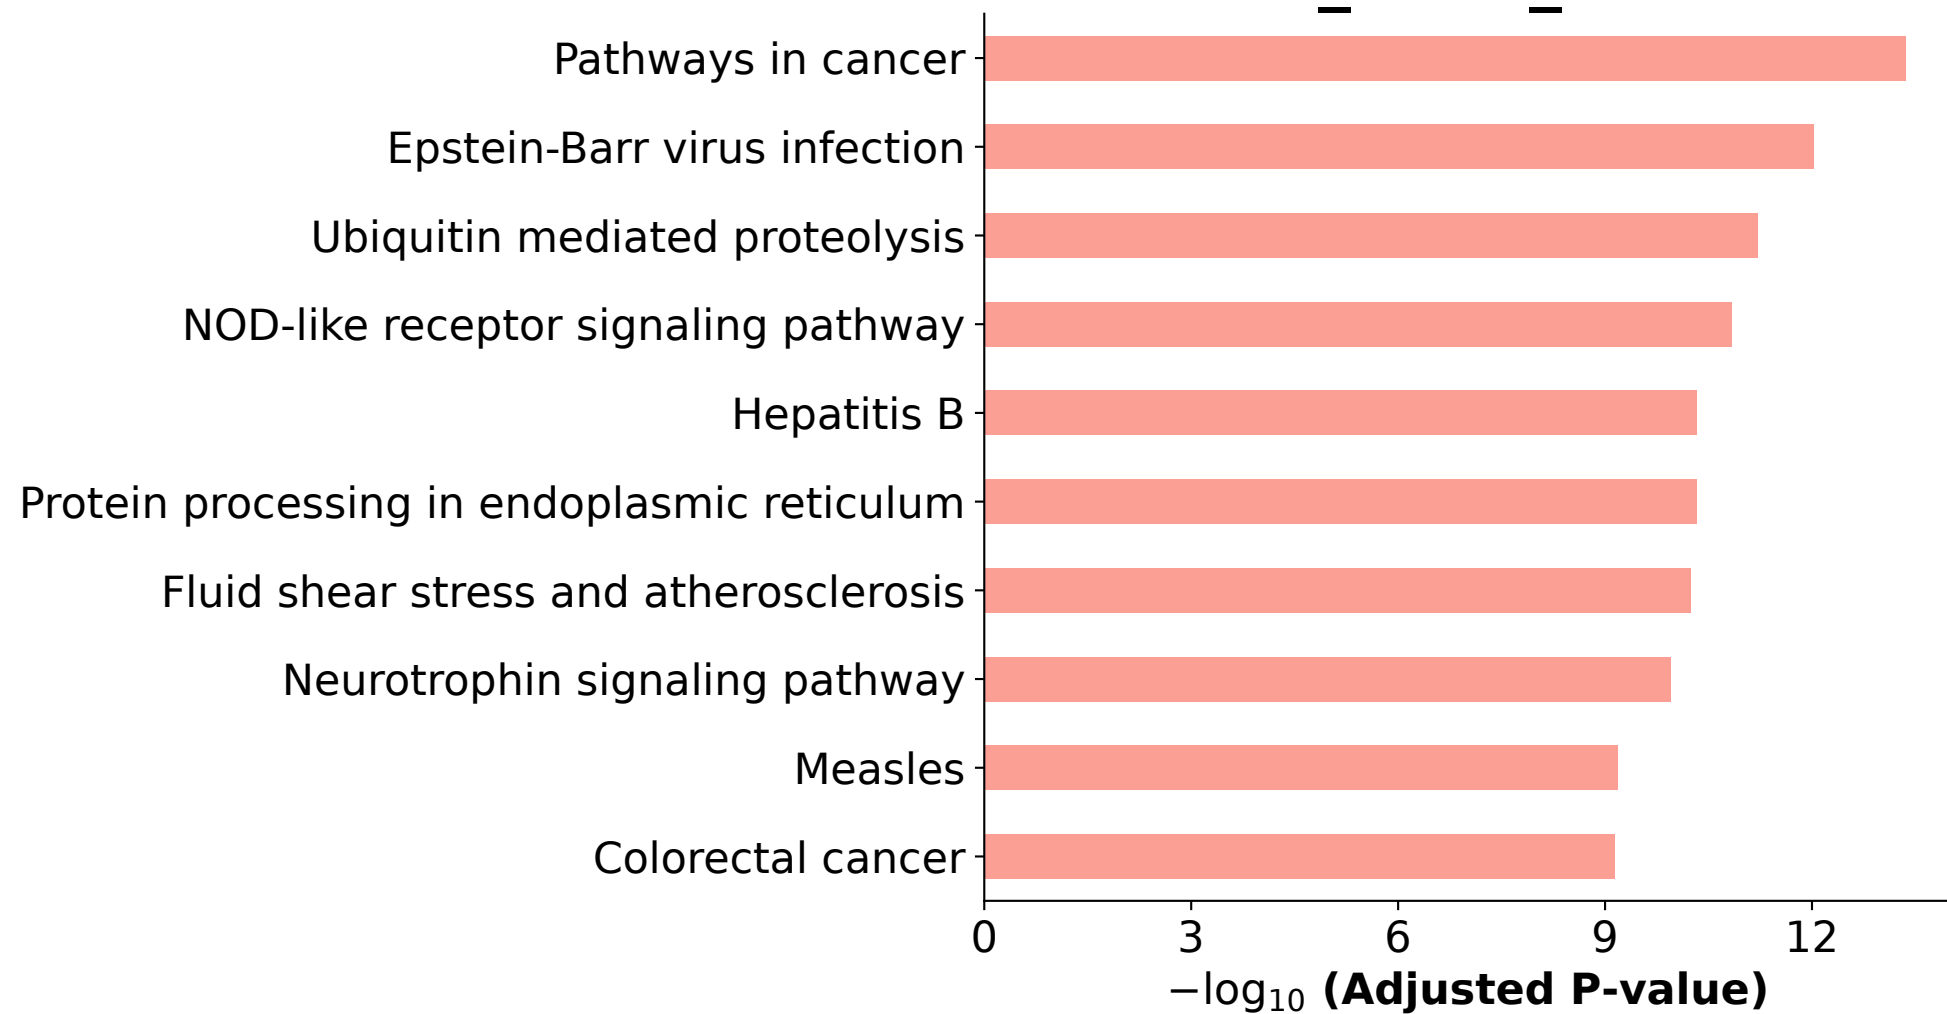 Pathways in cancer
Epstein-Barr virus infection
Ubiquitin mediated proteolysis
NOD-like receptor signaling pathway
Hepatitis B
Protein processing in endoplasmic reticulum
Fluid shear stress and atherosclerosis
Neurotrophin signaling pathway
Measles
Colorectal cancer
0 3 6 9 12
−log₁₀ (Adjusted P-value)